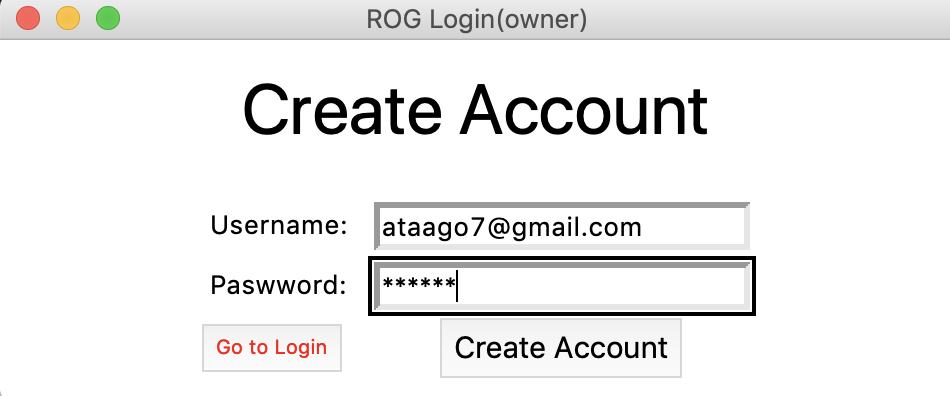 ROG Login(owner)
Create Account
Username: ataago7@gmail.com
Paswword: ******
Go to Login Create Account